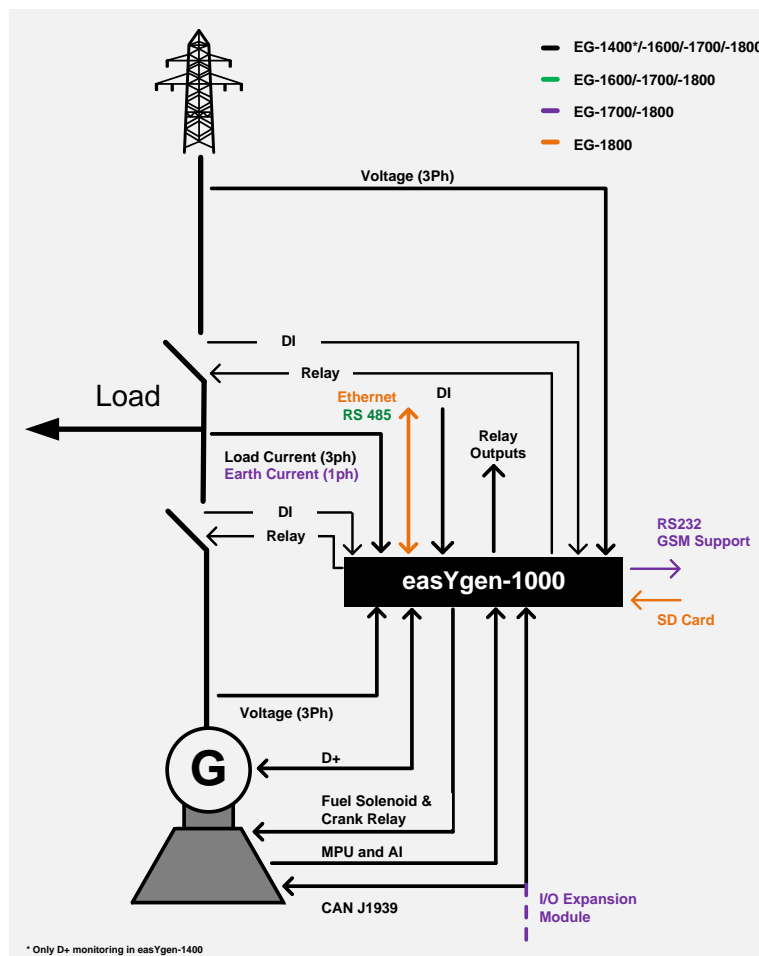 EG-1400*/-1600/-1700/-1800
EG-1600/-1700/-1800
EG-1700/-1800
EG-1800
Voltage (3Ph)
DI
Relay
Load
Ethernet
RS 485
DI
Relay
Outputs
Load Current (3ph)
Earth Current (1ph)
DI
Relay
RS232
GSM Support
easYgen-1000
SD Card
Voltage (3Ph)
G
D+
Fuel Solenoid &
Crank Relay
MPU and AI
CAN J1939
I/O Expansion
Module
* Only D+ monitoring in easYgen-1400